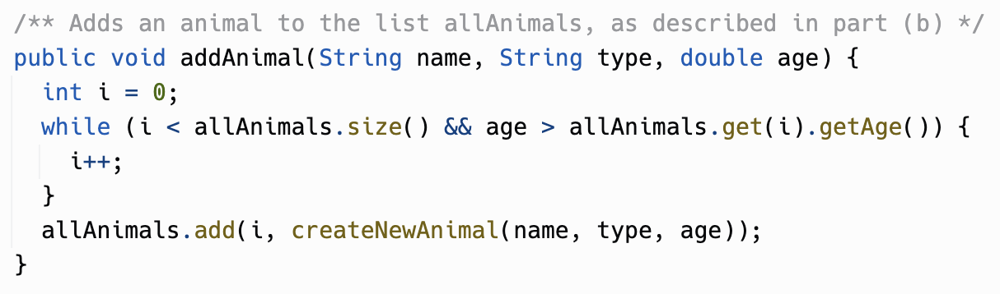 /** Adds an animal to the list allAnimals, as described in part (b) */
public void addAnimal(String name, String type, double age) {
int i = 0;
while (i < allAnimals.size() && age > allAnimals.get(i).getAge()) {
i++;
}
allAnimals.add(i, createNewAnimal(name, type, age));
}